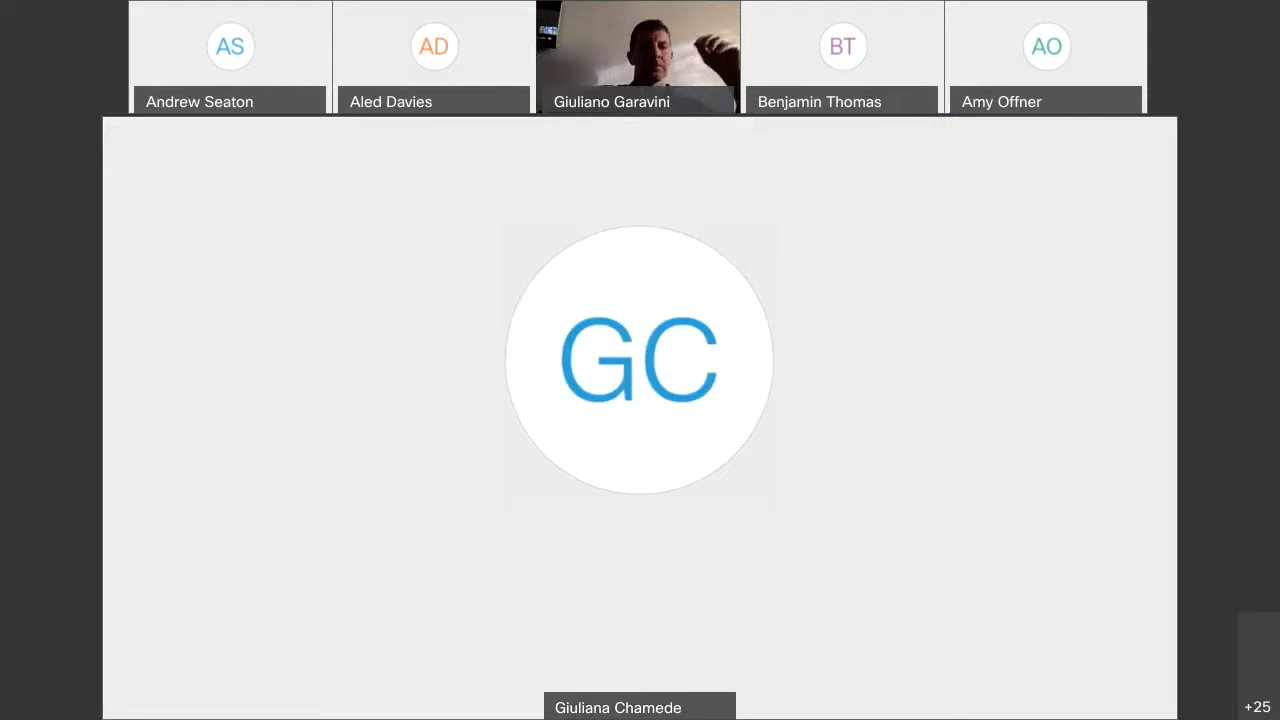 AS
AD
BT
AO
Andrew Seaton
Aled Davies
Giuliano Garavini
Benjamin Thomas
Amy Offner
GC
Giuliana Chamede
+25